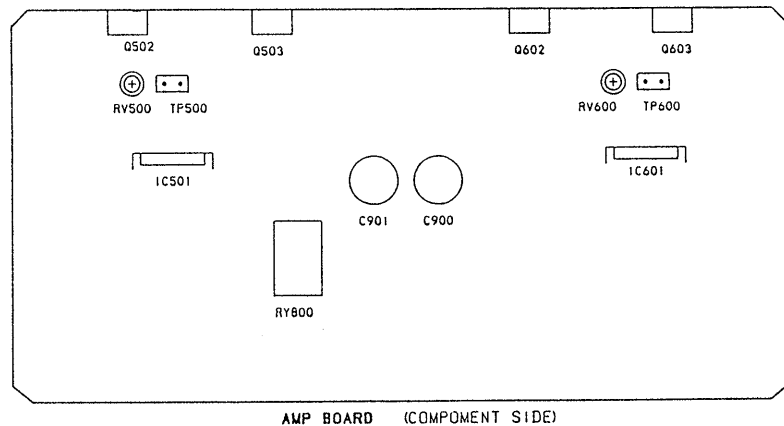 Q502 Q503 Q602 Q603
RV500 TP500 RV600 TP600
IC501 IC601
C901 C900
RY800
AMP BOARD (COMPOMENT SIDE)